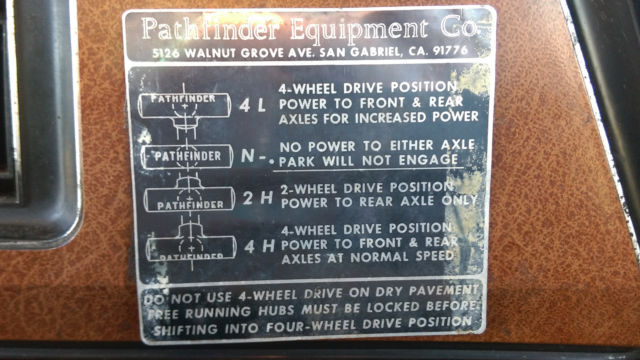 Pathfinder Equipment Co.
5126 WALNUT GROVE AVE. SAN GABRIEL, CA. 91776
PATHFINDER 4 L 4-WHEEL DRIVE POSITION
POWER TO FRONT & REAR
AXLES FOR INCREASED POWER
PATHFINDER N-. NO POWER TO EITHER AXLE
PARK WILL NOT ENGAGE
PATHFINDER 2 H 2-WHEEL DRIVE POSITION
POWER TO REAR AXLE ONLY
PATHFINDER 4 H 4-WHEEL DRIVE POSITION
POWER TO FRONT & REAR
AXLES AT NORMAL SPEED
DO NOT USE 4-WHEEL DRIVE ON DRY PAVEMENT
FREE RUNNING HUBS MUST BE LOCKED BEFORE
SHIFTING INTO FOUR-WHEEL DRIVE POSITION